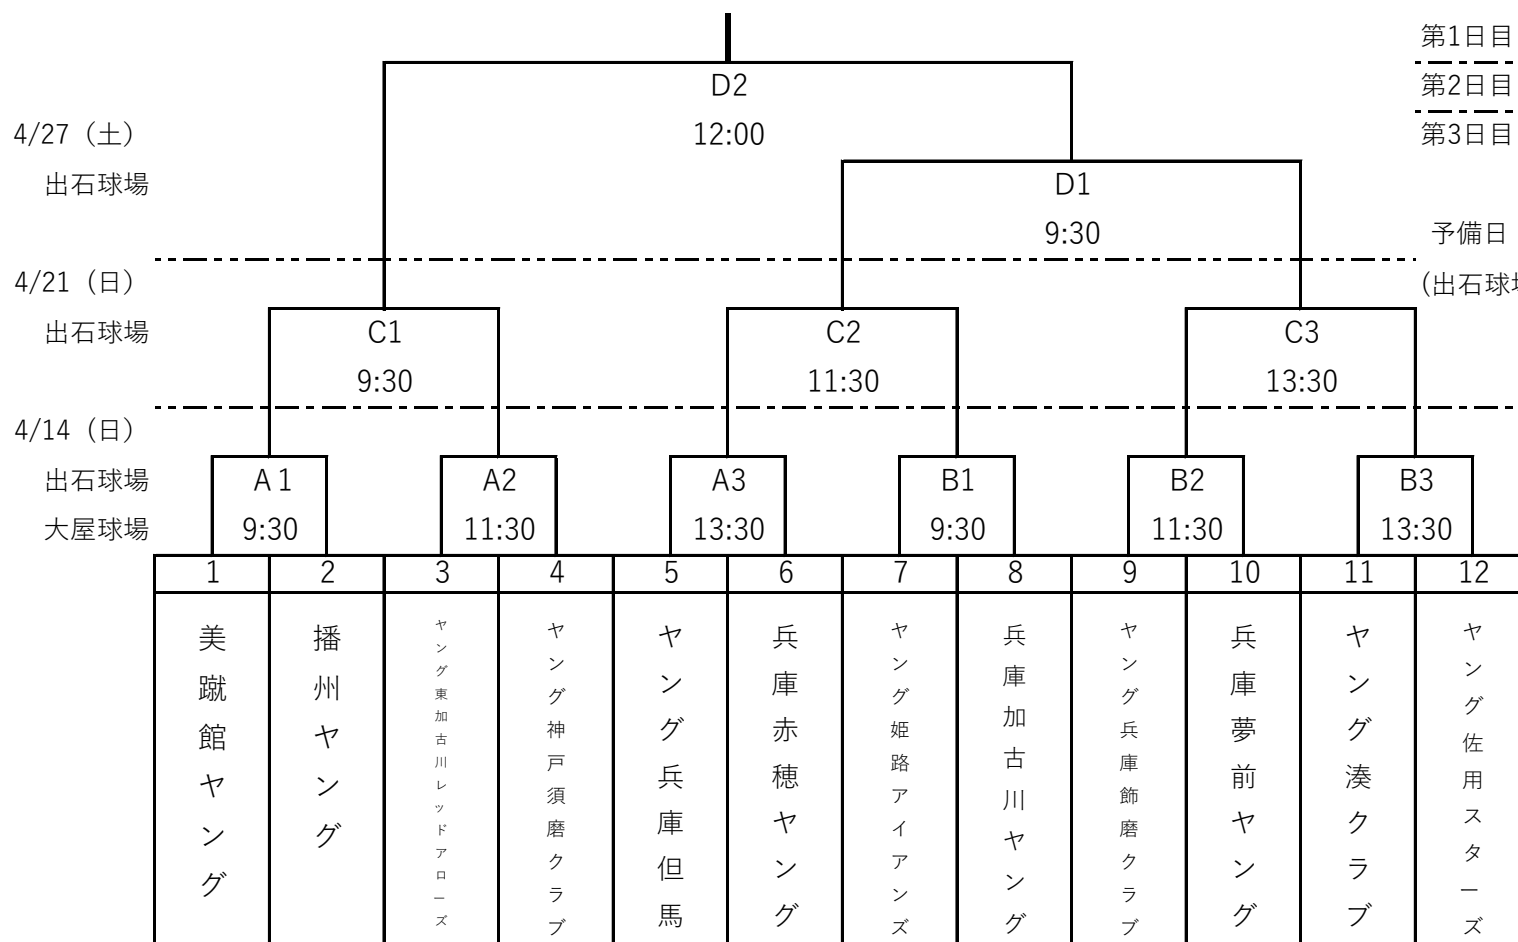 第1日目
D2
第2日目
4/27（土）
12:00
第3日目
出石球場
D1
9:30
予備日
4/21（日）
(出石球場
出石球場
C1
C2
C3
9:30
11:30
13:30
4/14（日）
出石球場
A1
A2
A3
B1
B2
B3
大屋球場
9:30
11:30
13:30
9:30
11:30
13:30
1
2
3
4
5
6
7
8
9
10
11
12
美蹴館ヤング
播州ヤング
ヤング東加古川レッドアローズ
ヤング神戸須磨クラブ
ヤング兵庫但馬
兵庫赤穂ヤング
ヤング姫路アイアンズ
兵庫加古川ヤング
ヤング兵庫飾磨クラブ
兵庫夢前ヤング
ヤング湊クラブ
ヤング佐用スターズ